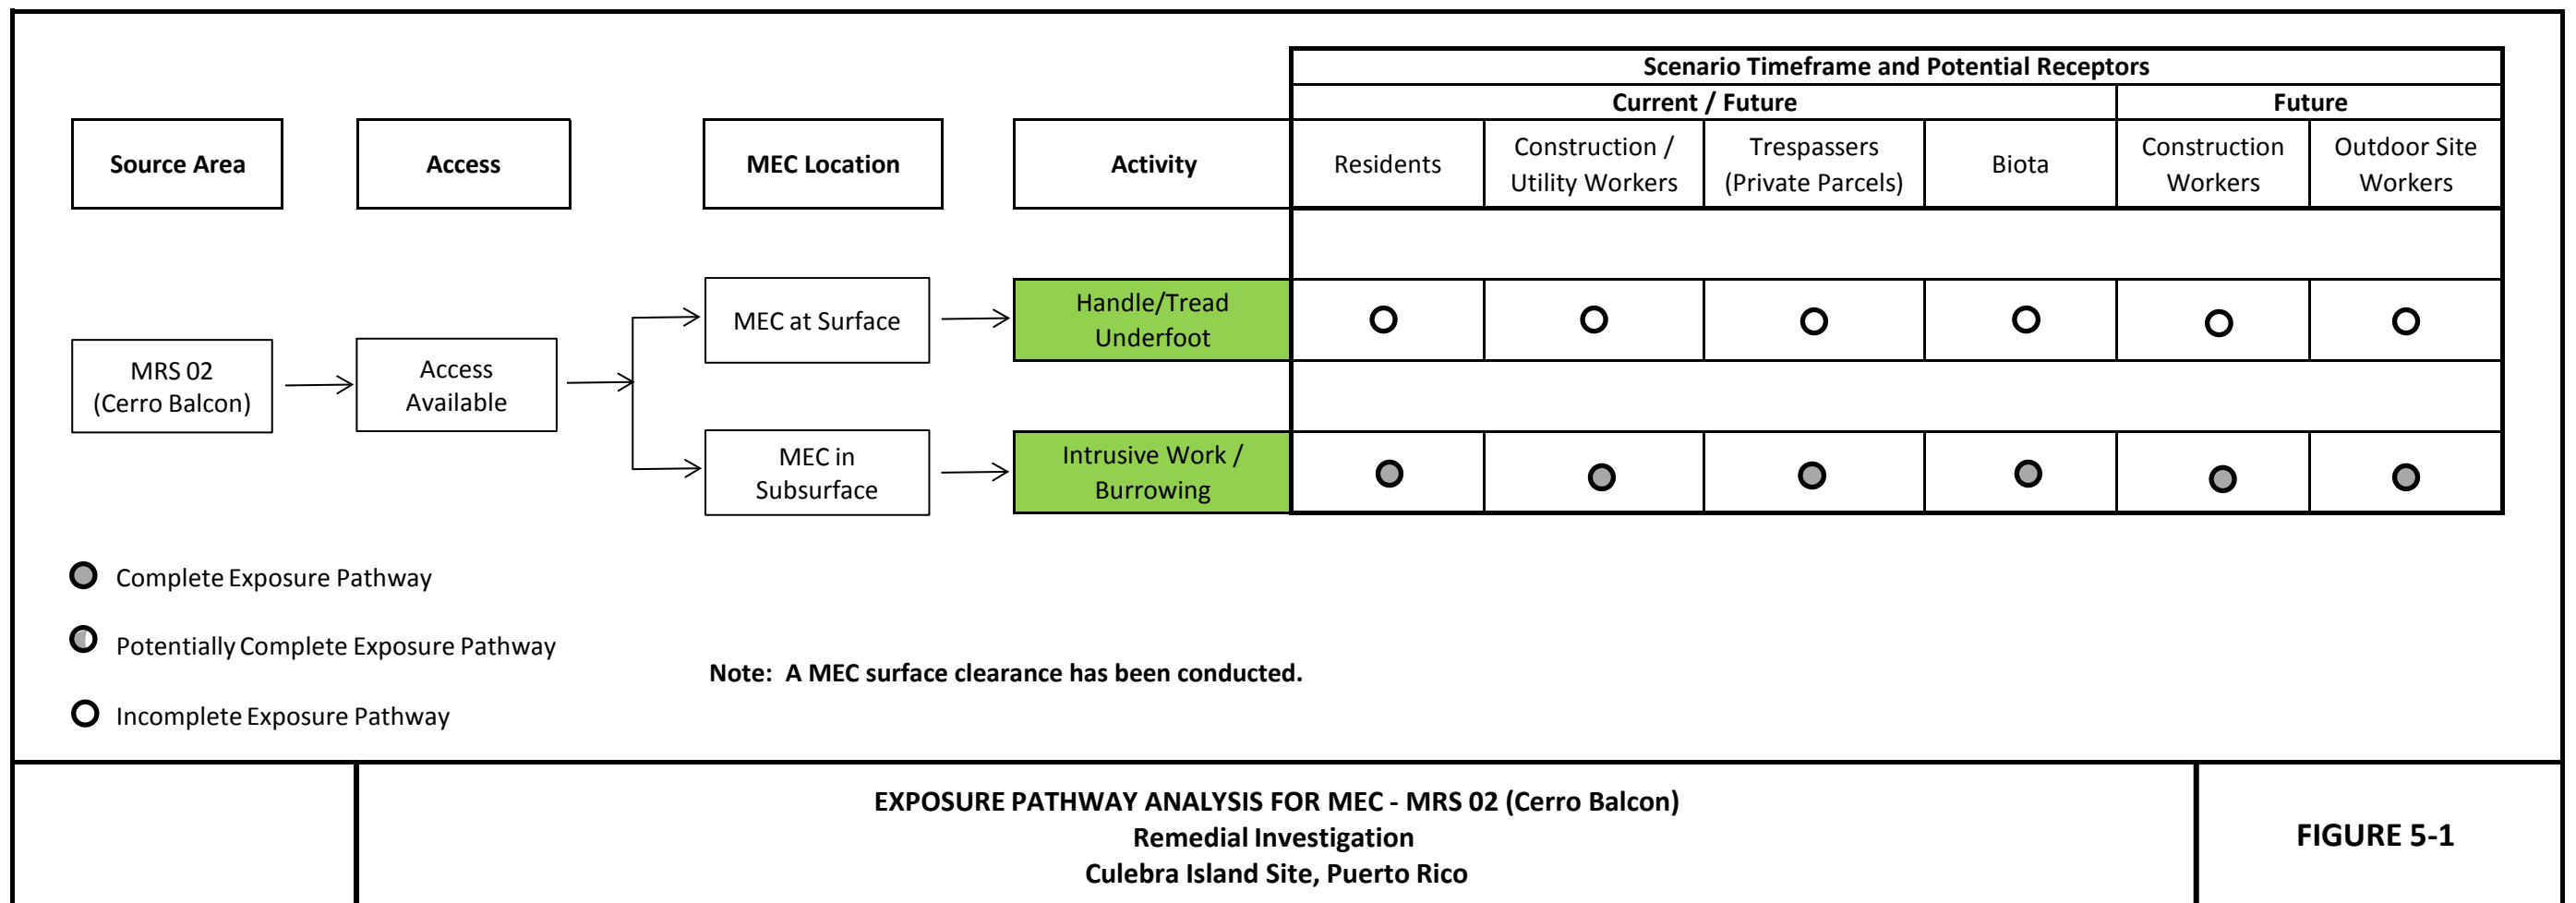 Scenario Timeframe and Potential Receptors
Current / Future
Future
Source Area
Access
MEC Location
Activity
Residents
Construction /
Utility Workers
Trespassers
(Private Parcels)
Biota
Construction
Workers
Outdoor Site
Workers
MRS 02
(Cerro Balcon)
Access
Available
MEC at Surface
Handle/Tread
Underfoot
MEC in
Subsurface
Intrusive Work /
Burrowing
Complete Exposure Pathway
Potentially Complete Exposure Pathway
Incomplete Exposure Pathway
Note: A MEC surface clearance has been conducted.
EXPOSURE PATHWAY ANALYSIS FOR MEC - MRS 02 (Cerro Balcon)
Remedial Investigation
Culebra Island Site, Puerto Rico
FIGURE 5-1